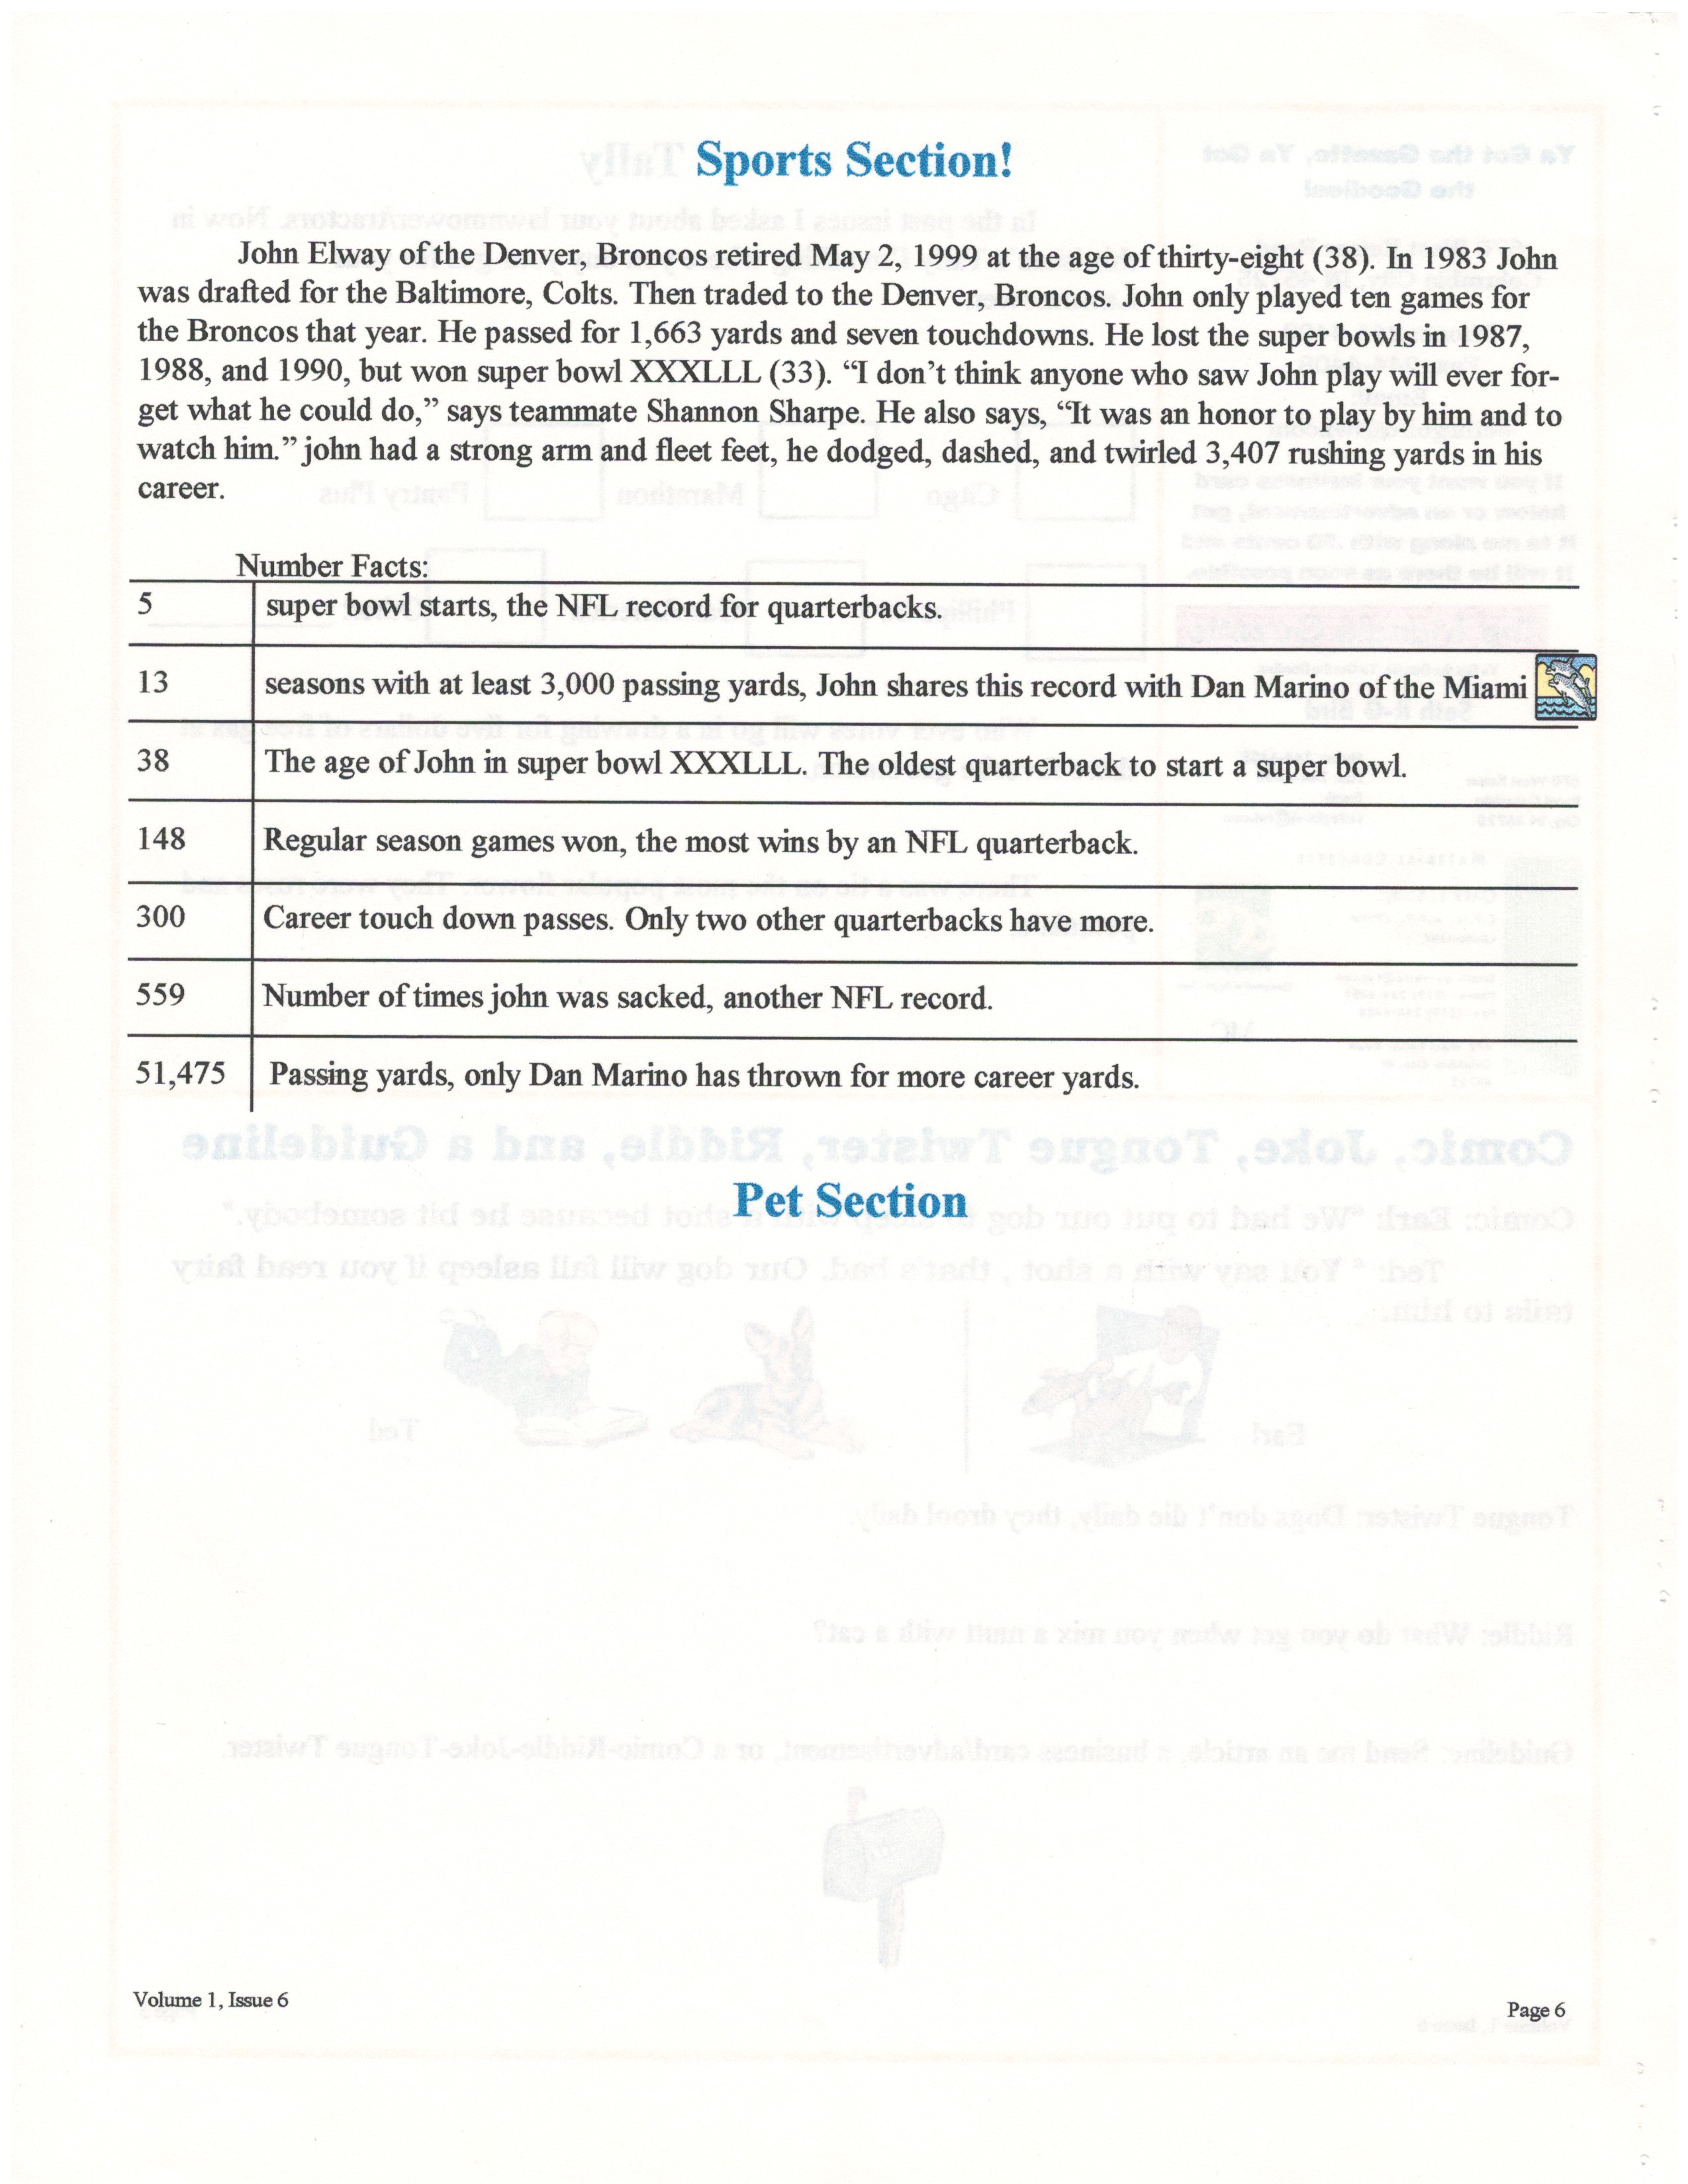 Sports Section!
John Elway of the Denver, Broncos retired May 2, 1999 at the age of thirty-eight (38). In 1983 John
was drafted for the Baltimore, Colts. Then traded to the Denver, Broncos. John only played ten games for
the Broncos that year. He passed for 1,663 yards and seven touchdowns. He lost the super bowls in 1987,
1988, and 1990, but won super bowl XXXLLL (33). “I don’t think anyone who saw John play will ever for-
get what he could do,” says teammate Shannon Sharpe. He also says, “It was an honor to play by him and to
watch him.” john had a strong arm and fleet feet, he dodged, dashed, and twirled 3,407 rushing yards in his
career.
Number Facts:
5 super bowl starts, the NFL record for quarterbacks.
13 seasons with at least 3,000 passing yards, John shares this record with Dan Marino of the Miami
38 The age of John in super bowl XXXLLL. The oldest quarterback to start a super bowl.
148 Regular season games won, the most wins by an NFL quarterback.
300 Career touch down passes. Only two other quarterbacks have more.
559 Number of times john was sacked, another NFL record.
51,475 Passing yards, only Dan Marino has thrown for more career yards.
Pet Section
Volume 1, Issue 6
Page 6